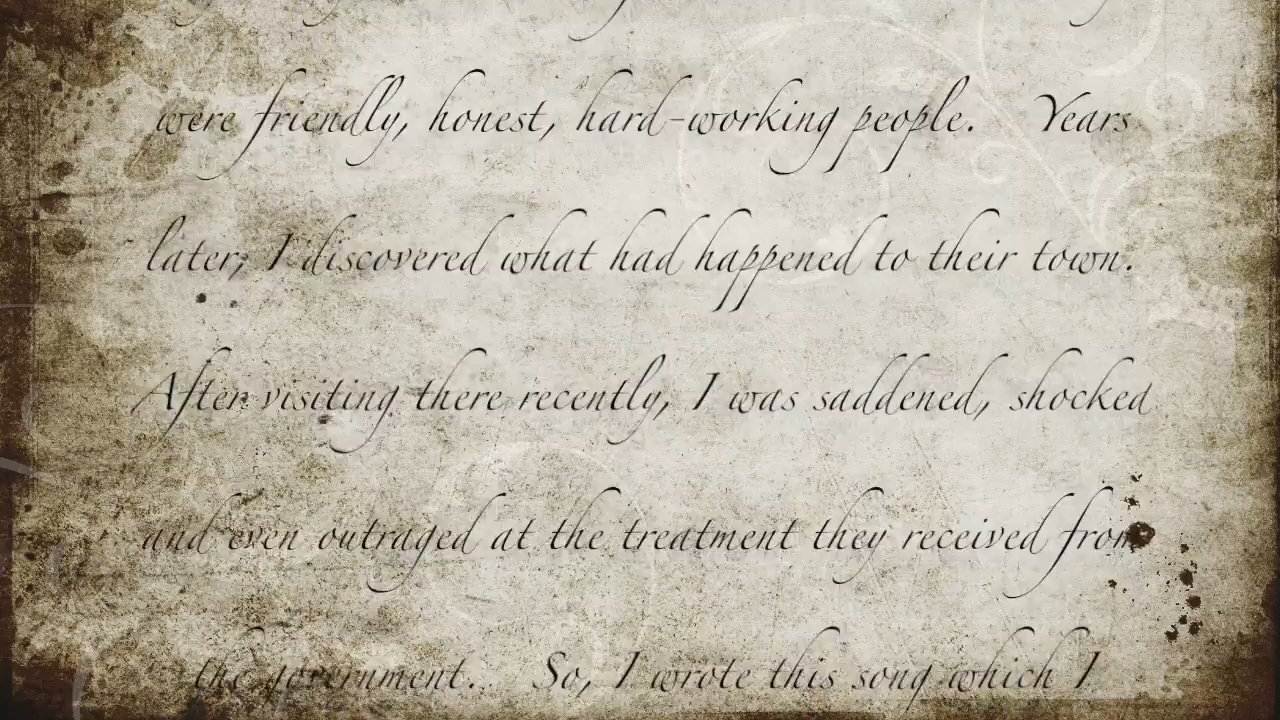 were friendly, honest, hard-working people. Years
later, I discovered what had happened to their town.
After visiting there recently, I was saddened, shocked
and even outraged at the treatment they received from
the government. So, I wrote this song which I